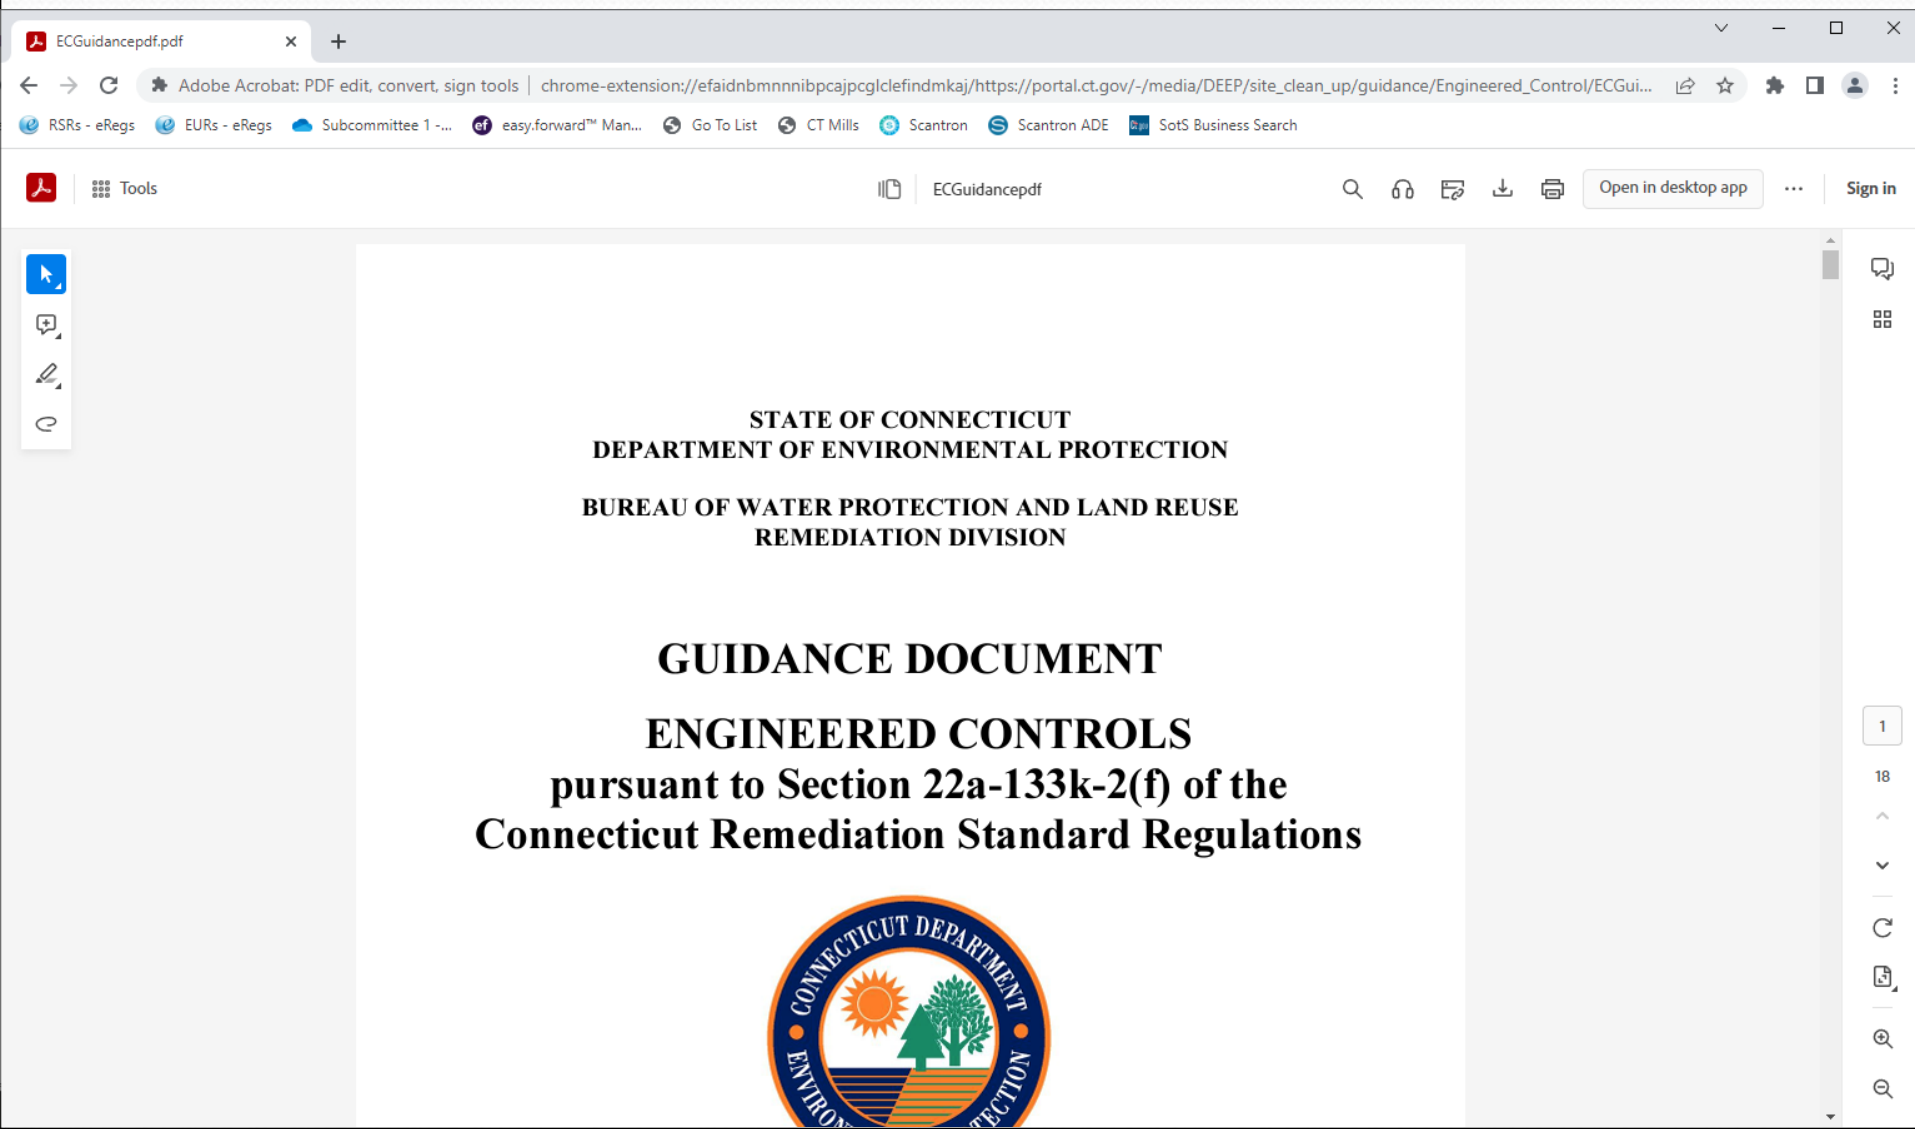 ECGuidancepdf.pdf
Adobe Acrobat: PDF edit, convert, sign tools | chrome-extension://efaidnbmnnnibpcajpcglclefindmkaj/https://portal.ct.gov/-/media/DEEP/site_clean_up/guidance/Engineered_Control/ECGui...
RSRs - eRegs EURs - eRegs Subcommittee 1 -... ef easy.forward™ Man... Go To List CT Mills Scantron Scantron ADE SotS Business Search
Tools ECGuidancepdf Open in desktop app Sign in
STATE OF CONNECTICUT
DEPARTMENT OF ENVIRONMENTAL PROTECTION
BUREAU OF WATER PROTECTION AND LAND REUSE
REMEDIATION DIVISION
GUIDANCE DOCUMENT
ENGINEERED CONTROLS
pursuant to Section 22a-133k-2(f) of the
Connecticut Remediation Standard Regulations
1
18
CONNECTICUT DEPARTMENT